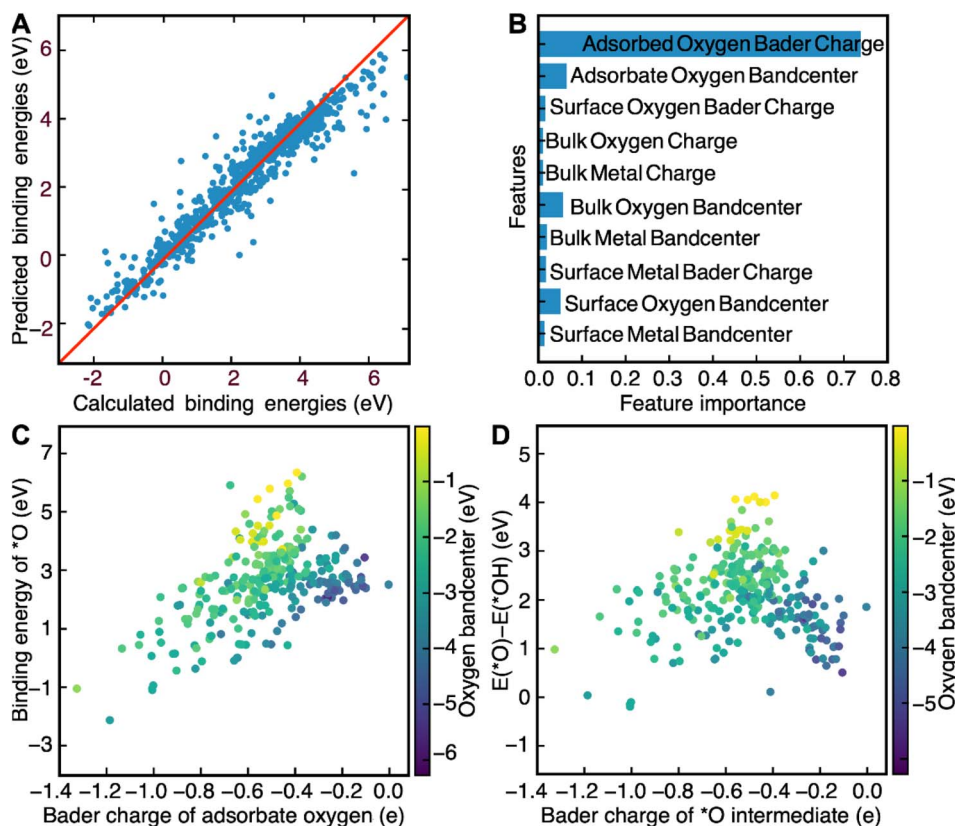 A
Predicted binding energies (eV)
6
4
2
0
−2
-2
0
2
4
6
Calculated binding energies (eV)
B
Features
Adsorbed Oxygen Bader Charge
Adsorbate Oxygen Bandcenter
Surface Oxygen Bader Charge
Bulk Oxygen Charge
Bulk Metal Charge
Bulk Oxygen Bandcenter
Bulk Metal Bandcenter
Surface Metal Bader Charge
Surface Oxygen Bandcenter
Surface Metal Bandcenter
0.0 0.1 0.2 0.3 0.4 0.5 0.6 0.7 0.8
Feature importance
C
Binding energy of *O (eV)
7
5
3
1
−1
−3
−1.4 −1.2 −1.0 −0.8 −0.6 −0.4 −0.2 0.0
Bader charge of adsorbate oxygen (e)
−1
−2
−3
−4
−5
−6
Oxygen bandcenter (eV)
D
E(*O)−E(*OH) (eV)
5
4
3
2
1
0
−1
−1.4 −1.2 −1.0 −0.8 −0.6 −0.4 −0.2 0.0
Bader charge of *O intermediate (e)
−1
−2
−3
−4
−5
Oxygen bandcenter (eV)